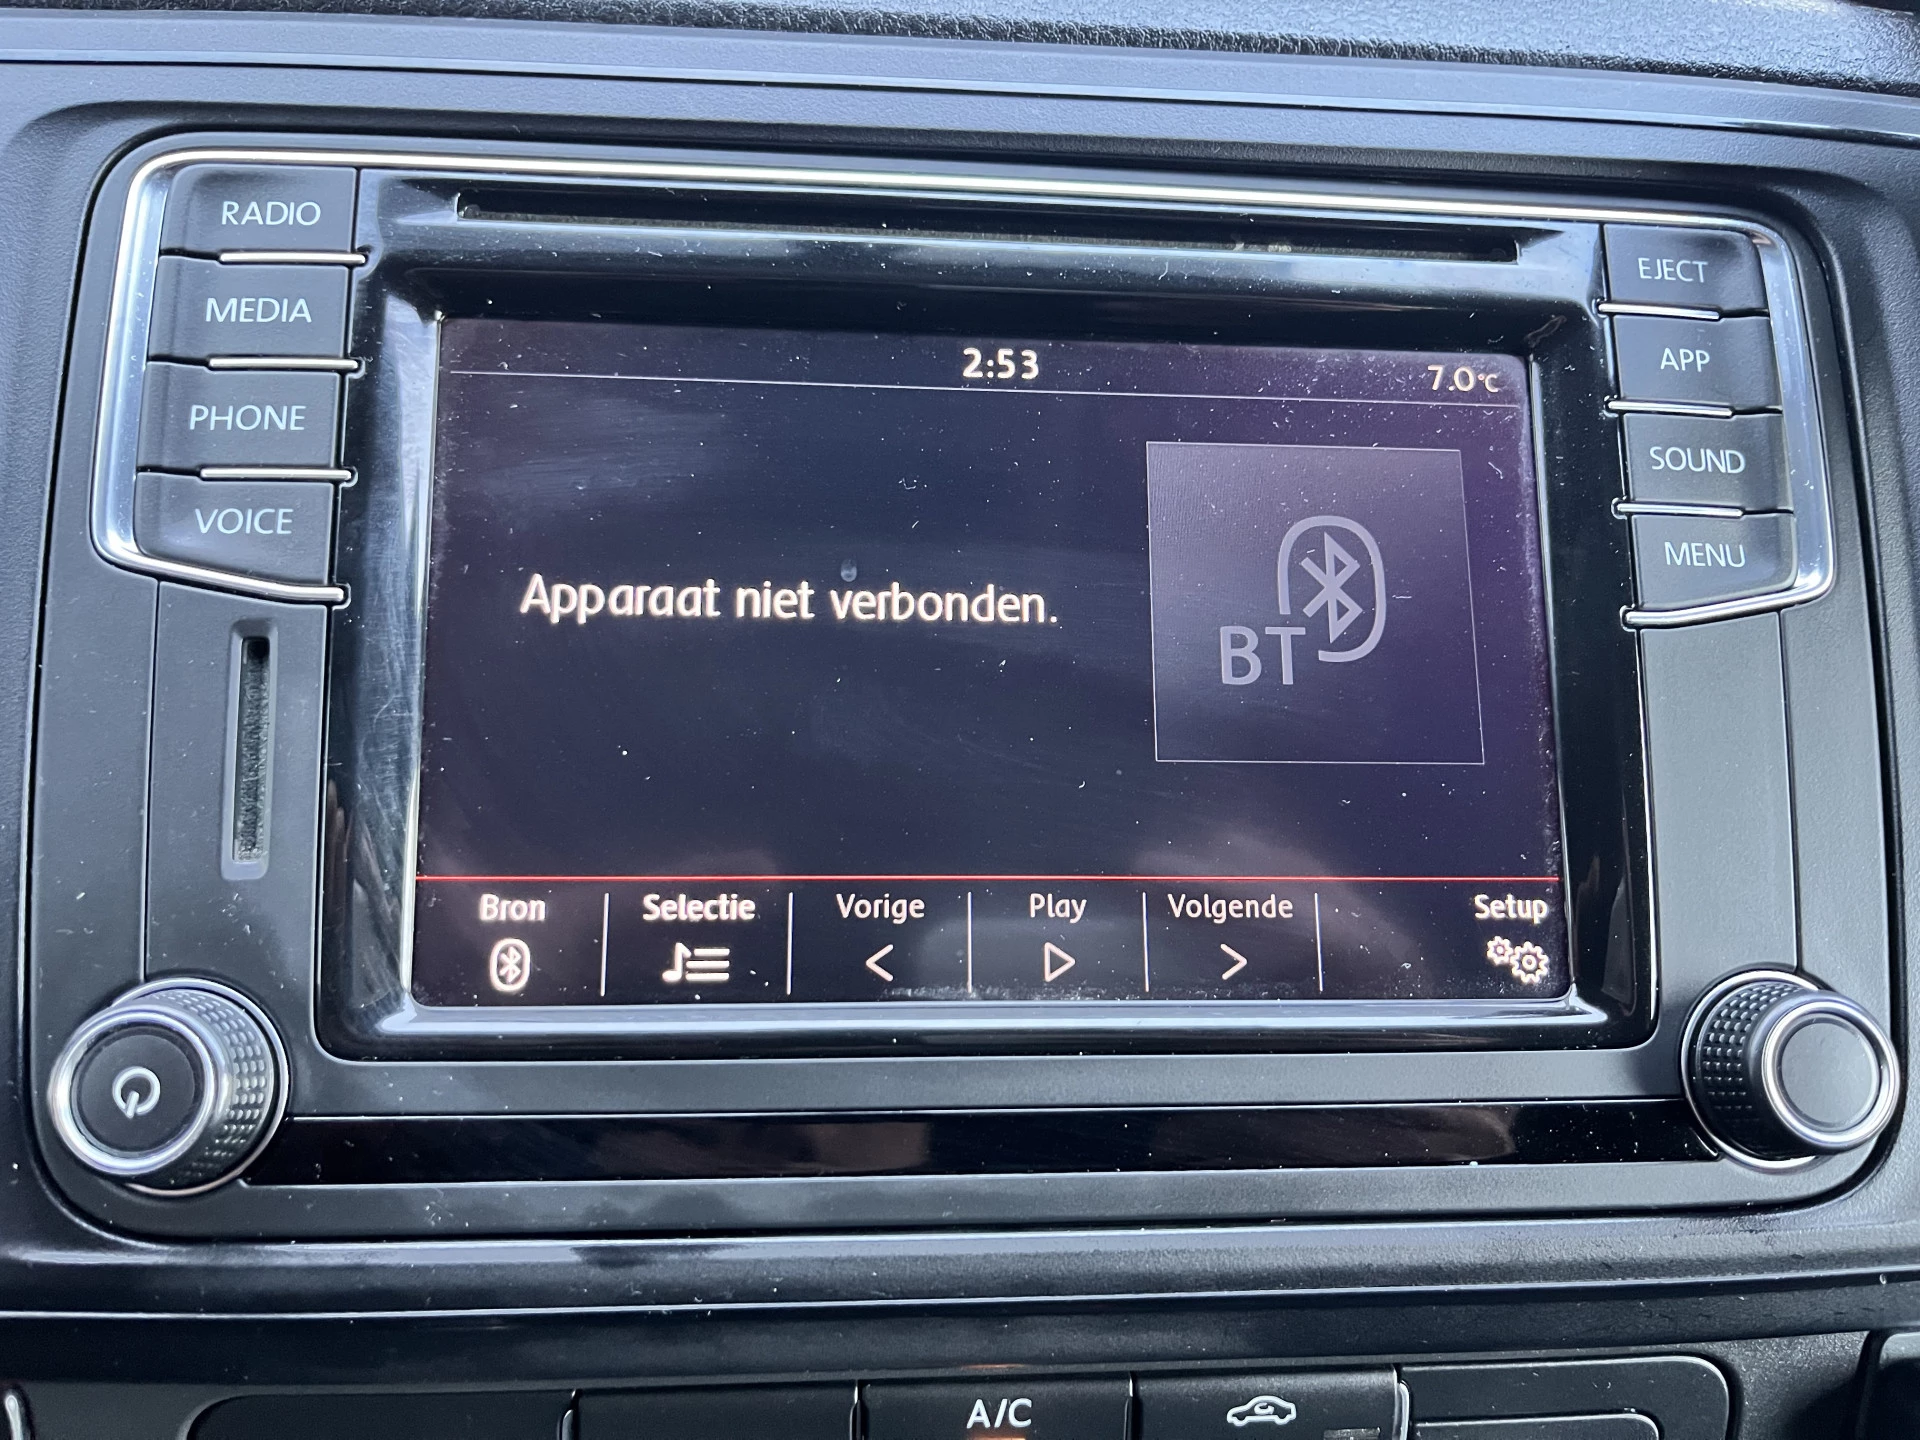 RADIO
MEDIA
PHONE
VOICE
EJECT
APP
SOUND
MENU
2:53
7.0°C
Apparaat niet verbonden.
BT
Bron
Selectie
Vorige
Play
Volgende
Setup
A/C